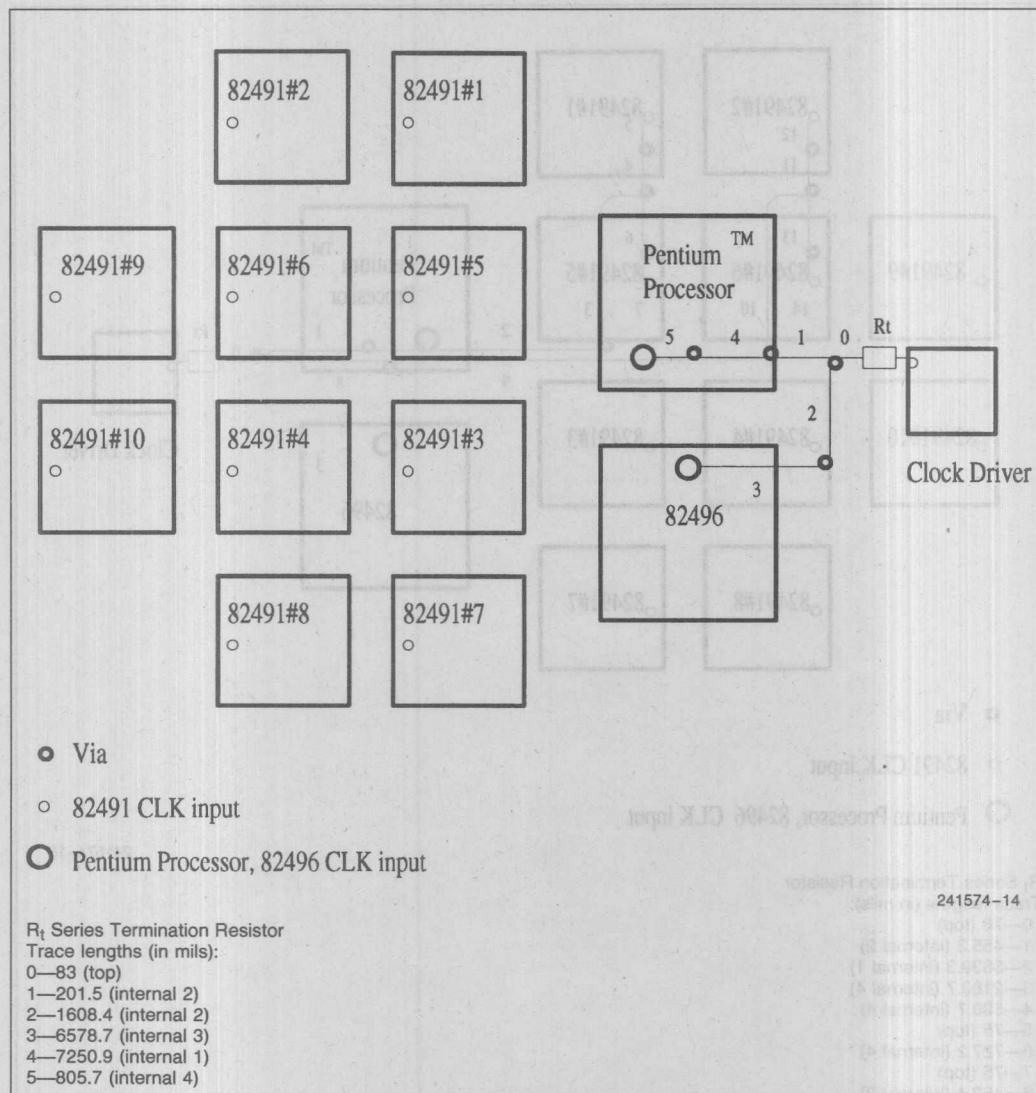 82491#2
82491#1
82491#9
82491#6
82491#5
Pentium ™
Processor
5
4
1
0
Rt
82491#10
82491#4
82491#3
2
3
82496
Clock Driver
82491#8
82491#7
Via
82491 CLK input
Pentium Processor, 82496 CLK input
241574–14
Rt Series Termination Resistor
Trace lengths (in mils):
0—83 (top)
1—201.5 (internal 2)
2—1608.4 (internal 2)
3—6578.7 (internal 3)
4—7250.9 (internal 1)
5—805.7 (internal 4)